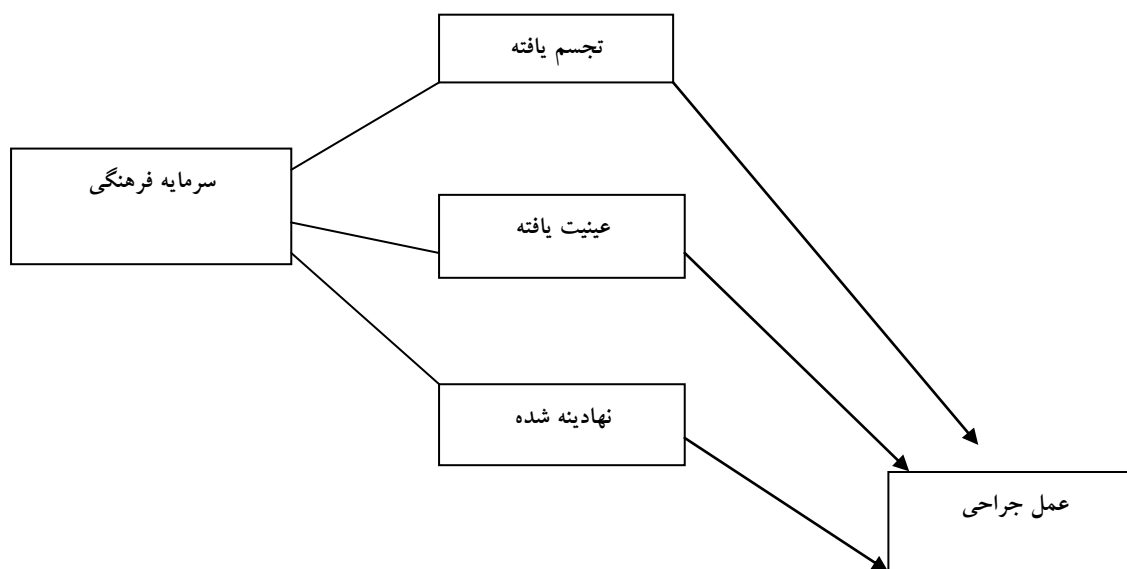 تجسم یافته
سرمایه فرهنگی
عینیت یافته
نهادینه شده
عمل جراحی